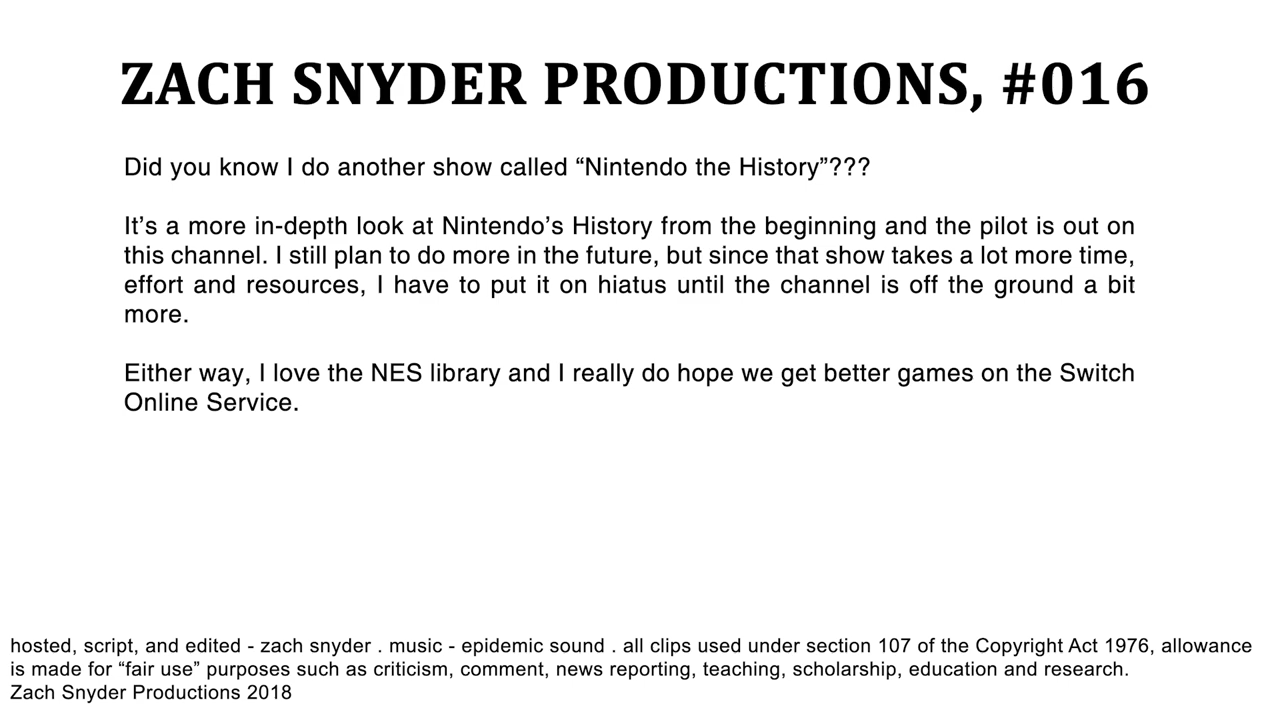 ZACH SNYDER PRODUCTIONS, #016
Did you know I do another show called “Nintendo the History”???
It’s a more in-depth look at Nintendo’s History from the beginning and the pilot is out on
this channel. I still plan to do more in the future, but since that show takes a lot more time,
effort and resources, I have to put it on hiatus until the channel is off the ground a bit
more.
Either way, I love the NES library and I really do hope we get better games on the Switch
Online Service.
hosted, script, and edited - zach snyder . music - epidemic sound . all clips used under section 107 of the Copyright Act 1976, allowance
is made for “fair use” purposes such as criticism, comment, news reporting, teaching, scholarship, education and research.
Zach Snyder Productions 2018